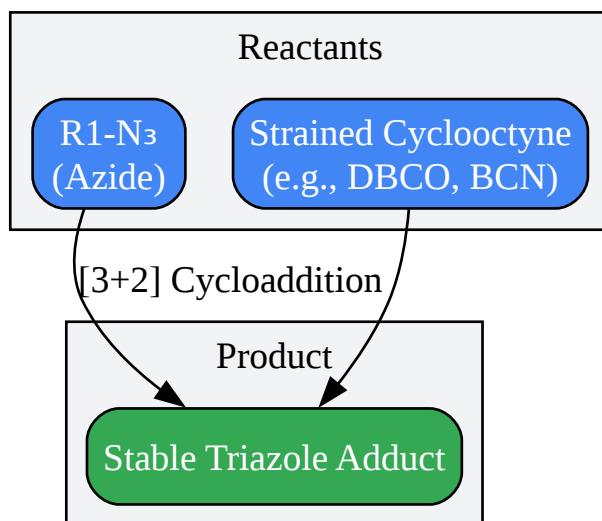 Reactants
R1-N₃
(Azide)
Strained Cyclooctyne
(e.g., DBCO, BCN)
[3+2] Cycloaddition
Product
Stable Triazole Adduct